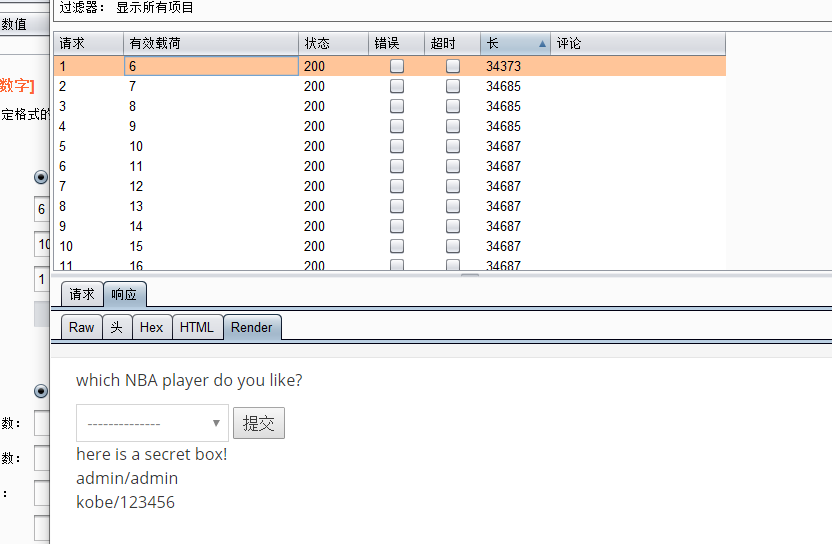 过滤器： 显示所有项目
数值
请求 有效载荷 状态 错误 超时 长 评论
1 6 200 34373
数字]
2 7 200 34685
3 8 200 34685
定格式的
4 9 200 34685
5 10 200 34687
6 11 200 34687
7 12 200 34687
6
8 13 200 34687
9 14 200 34687
10
10 15 200 34687
11 16 200 34687
1
请求 响应
Raw 头 Hex HTML Render
which NBA player do you like?
-------------- 提交
数：
here is a secret box!
数：
admin/admin
：
kobe/123456